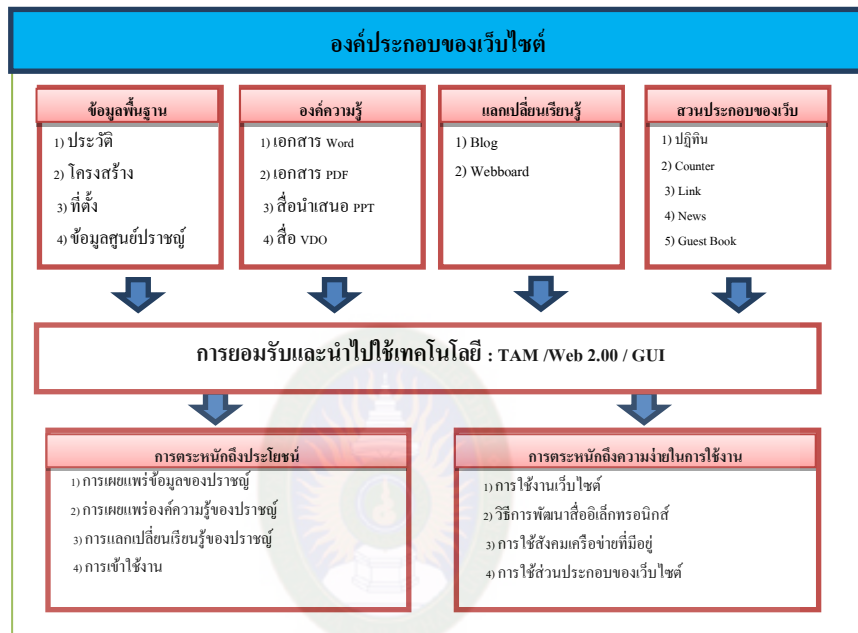 องค์ประกอบของเว็บไซต์
ข้อมูลพื้นฐาน
1) ประวัติ
2) โครงสร้าง
3) ที่ตั้ง
4) ข้อมูลศูนย์ปราชญ์
องค์ความรู้
1) เอกสาร Word
2) เอกสาร PDF
3) สื่อนำเสนอ PPT
4) สื่อ VDO
แลกเปลี่ยนเรียนรู้
1) Blog
2) Webboard
สวนประกอบของเว็บ
1) ปฏิทิน
2) Counter
3) Link
4) News
5) Guest Book
การยอมรับและนำไปใช้เทคโนโลยี : TAM /Web 2.00 / GUI
การตระหนักถึงประโยชน์
1) การเผยแพร่ข้อมูลของปราชญ์
2) การเผยแพร่องค์ความรู้ของปราชญ์
3) การแลกเปลี่ยนเรียนรู้ของปราชญ์
4) การเข้าใช้งาน
การตระหนักถึงความง่ายในการใช้งาน
1) การใช้งานเว็บไซต์
2) วิธีการพัฒนาสื่ออิเล็กทรอนิกส์
3) การใช้สังคมเครือข่ายที่มีอยู่
4) การใช้ส่วนประกอบของเว็บไซต์